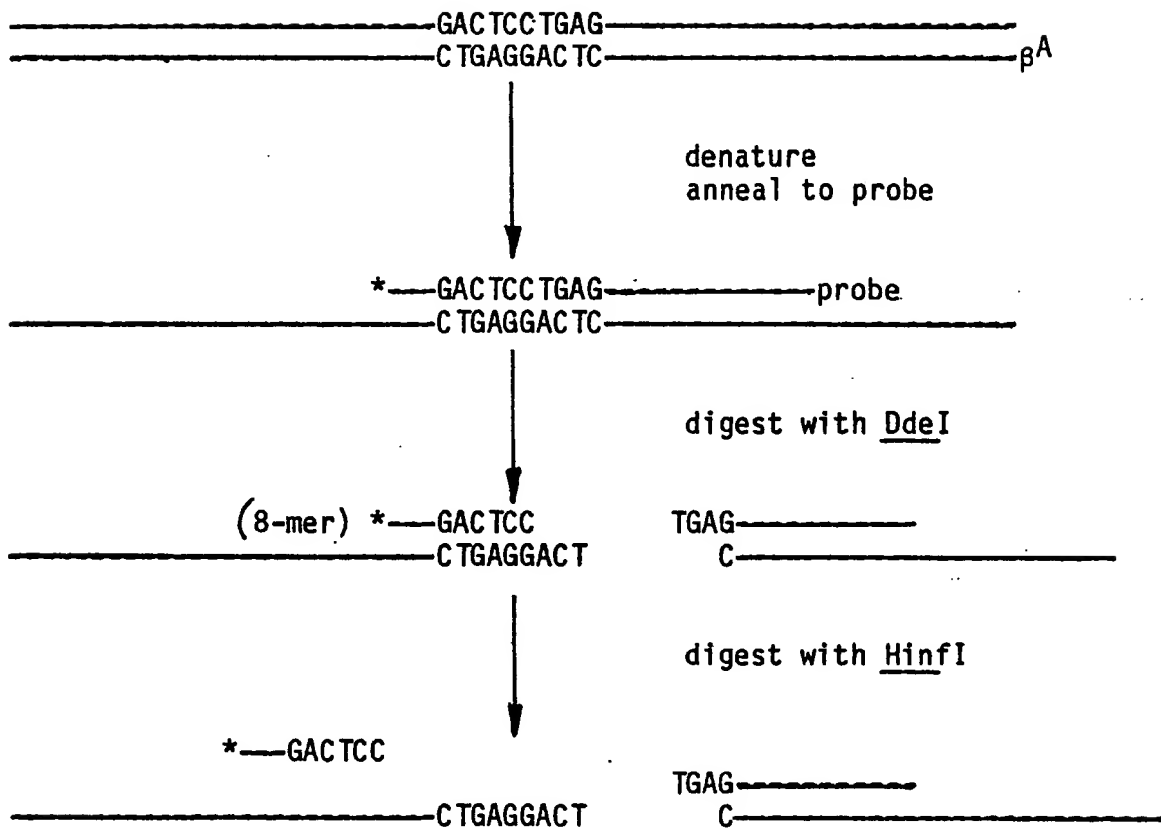 GACTCCTGAG
CTGAGGACTC βA
denature
anneal to probe
*—GACTCCTGAG probe
CTGAGGACTC
digest with DdeI
(8-mer) *—GACTCC TGAG
CTGAGGACT C
digest with HinfI
*—GACTCC
TGAG
CTGAGGACT C